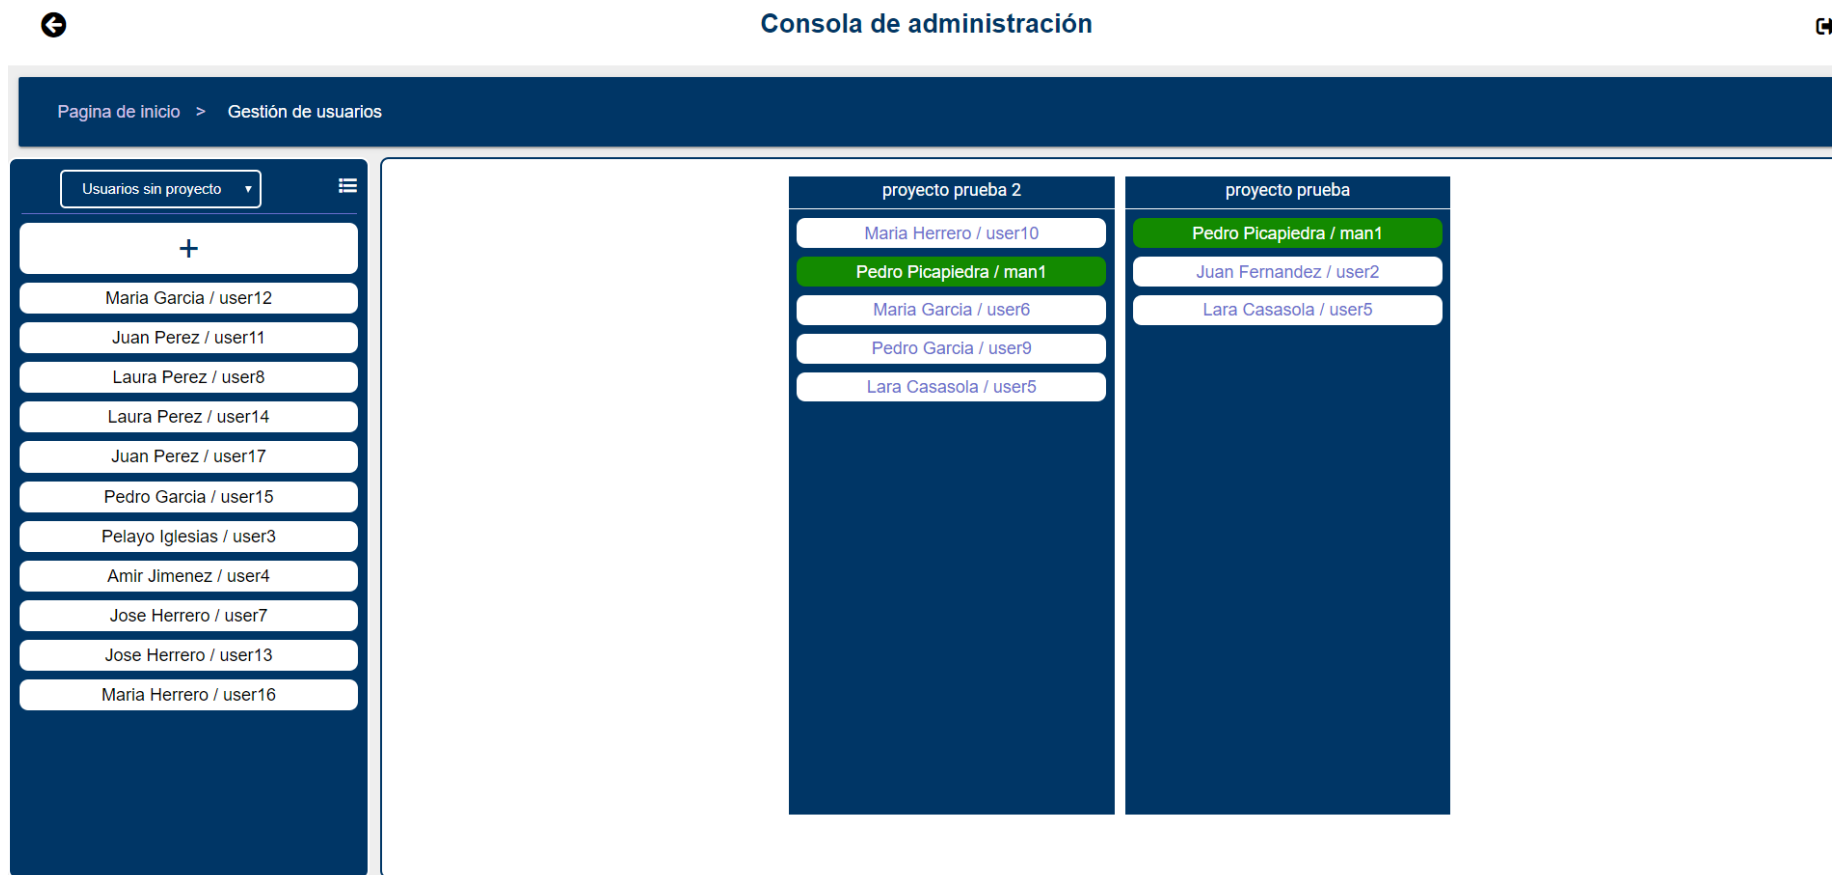 Consola de administración
Pagina de inicio > Gestión de usuarios
Usuarios sin proyecto
+
Maria Garcia / user12
Juan Perez / user11
Laura Perez / user8
Laura Perez / user14
Juan Perez / user17
Pedro Garcia / user15
Pelayo Iglesias / user3
Amir Jimenez / user4
Jose Herrero / user7
Jose Herrero / user13
Maria Herrero / user16
proyecto prueba 2
Maria Herrero / user10
Pedro Picapiedra / man1
Maria Garcia / user6
Pedro Garcia / user9
Lara Casasola / user5
proyecto prueba
Pedro Picapiedra / man1
Juan Fernandez / user2
Lara Casasola / user5